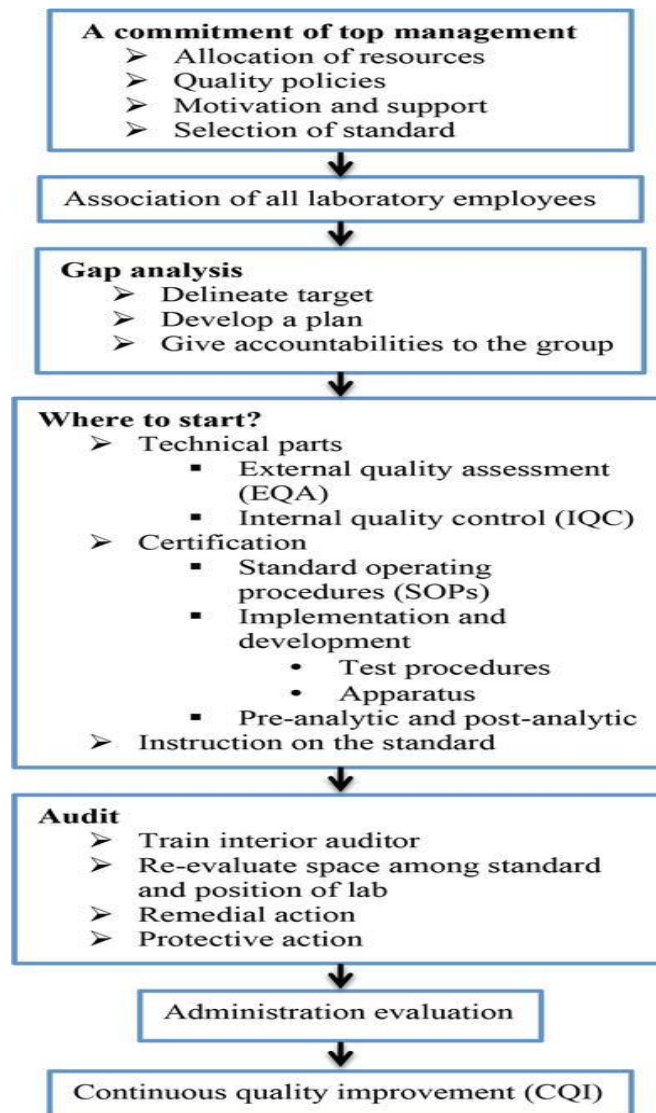 A commitment of top management
➢ Allocation of resources
➢ Quality policies
➢ Motivation and support
➢ Selection of standard
Association of all laboratory employees
Gap analysis
➢ Delineate target
➢ Develop a plan
➢ Give accountabilities to the group
Where to start?
➢ Technical parts
▪ External quality assessment
(EQA)
▪ Internal quality control (IQC)
➢ Certification
▪ Standard operating
procedures (SOPs)
▪ Implementation and
development
• Test procedures
• Apparatus
▪ Pre-analytic and post-analytic
➢ Instruction on the standard
Audit
➢ Train interior auditor
➢ Re-evaluate space among standard
and position of lab
➢ Remedial action
➢ Protective action
Administration evaluation
Continuous quality improvement (CQI)